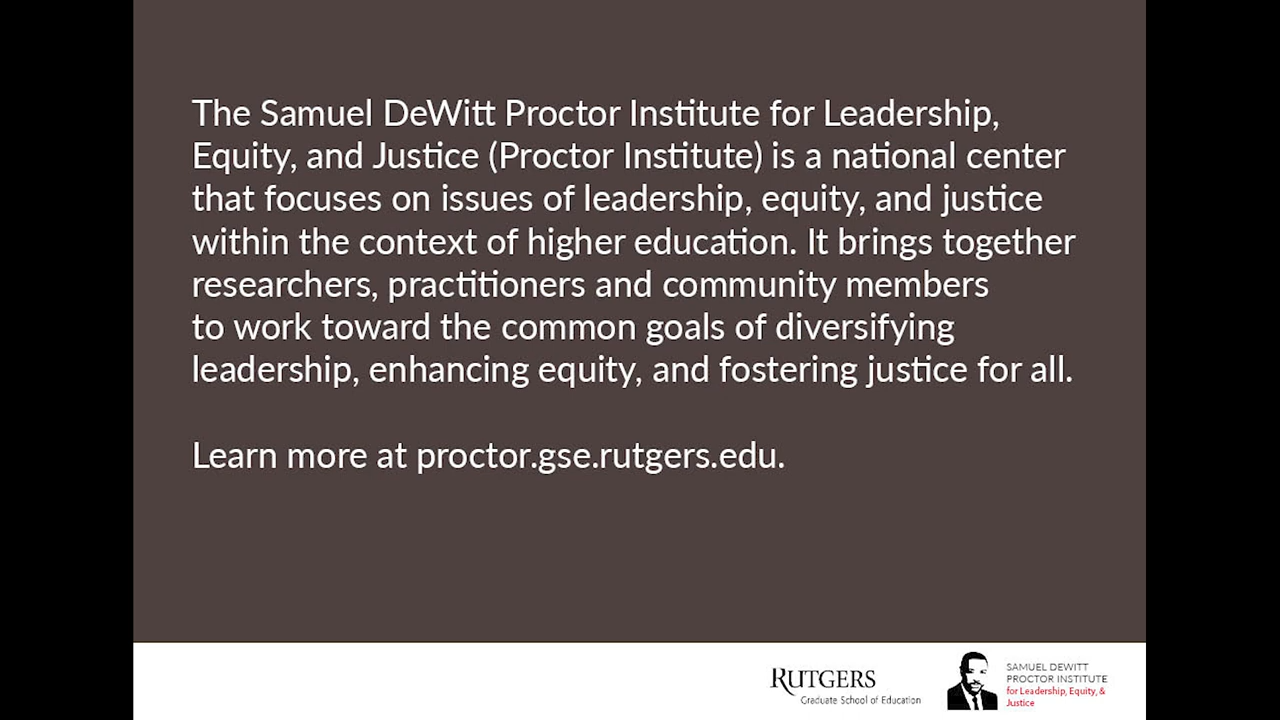 The Samuel DeWitt Proctor Institute for Leadership,
Equity, and Justice (Proctor Institute) is a national center
that focuses on issues of leadership, equity, and justice
within the context of higher education. It brings together
researchers, practitioners and community members
to work toward the common goals of diversifying
leadership, enhancing equity, and fostering justice for all.
Learn more at proctor.gse.rutgers.edu.
RUTGERS
Graduate School of Education
SAMUEL DEWITT
PROCTOR INSTITUTE
for Leadership, Equity, &
Justice